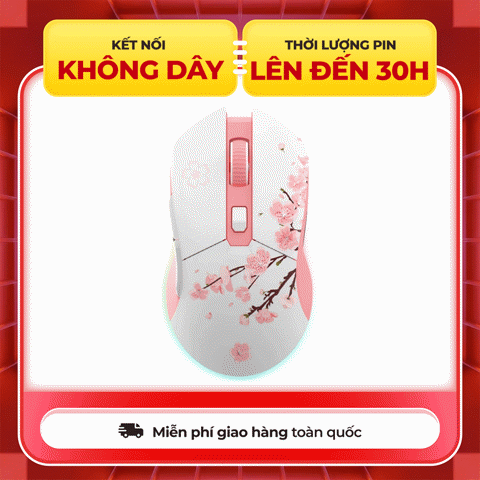 KẾT NỐI
KHÔNG DÂY
THỜI LƯỢNG PIN
LÊN ĐẾN 30H
Miễn phí giao hàng toàn quốc